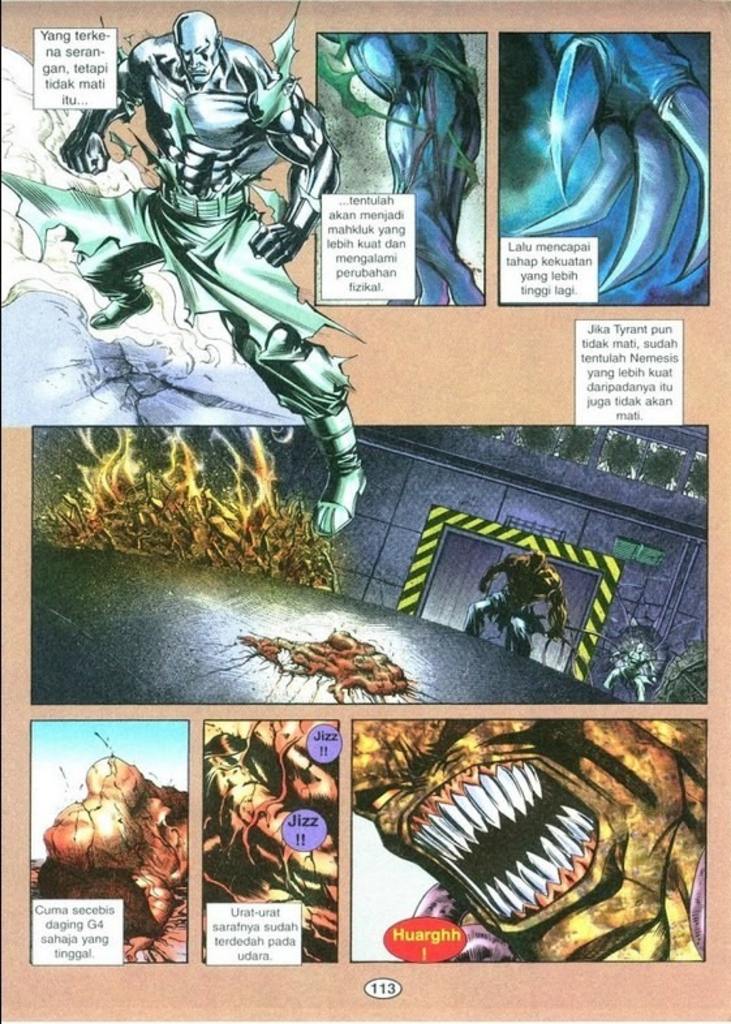 Yang terke-
na seran-
gan, tetapi
tidak mati
itu...
...tentulah
akan menjadi
mahkluk yang
lebih kuat dan
mengalami
perubahan
fizikal.
Lalu mencapai
tahap kekuatan
yang lebih
tinggi lagi.
Jika Tyrant pun
tidak mati, sudah
tentulah Nemesis
yang lebih kuat
daripadanya itu
juga tidak akan
mati.
Cuma secebis
daging G4
sahaja yang
tinggal.
Jizz
!!
Jizz
!!
Urat-urat
sarafnya sudah
terdedah pada
udara.
Huarghh
!
113